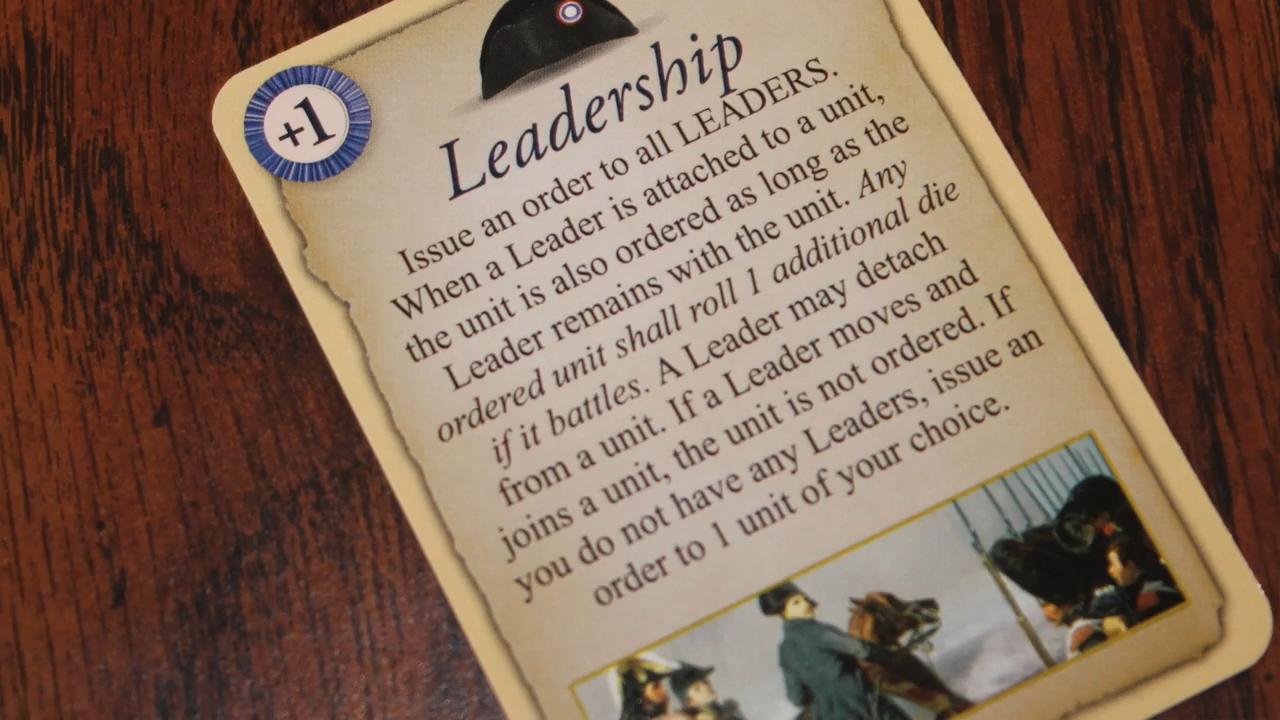 +1
Leadership
Issue an order to all LEADERS.
When a Leader is attached to a unit,
the unit is also ordered as long as the
Leader remains with the unit. Any
ordered unit shall roll 1 additional die
if it battles. A Leader may detach
from a unit. If a Leader moves and
joins a unit, the unit is not ordered. If
you do not have any Leaders, issue an
order to 1 unit of your choice.